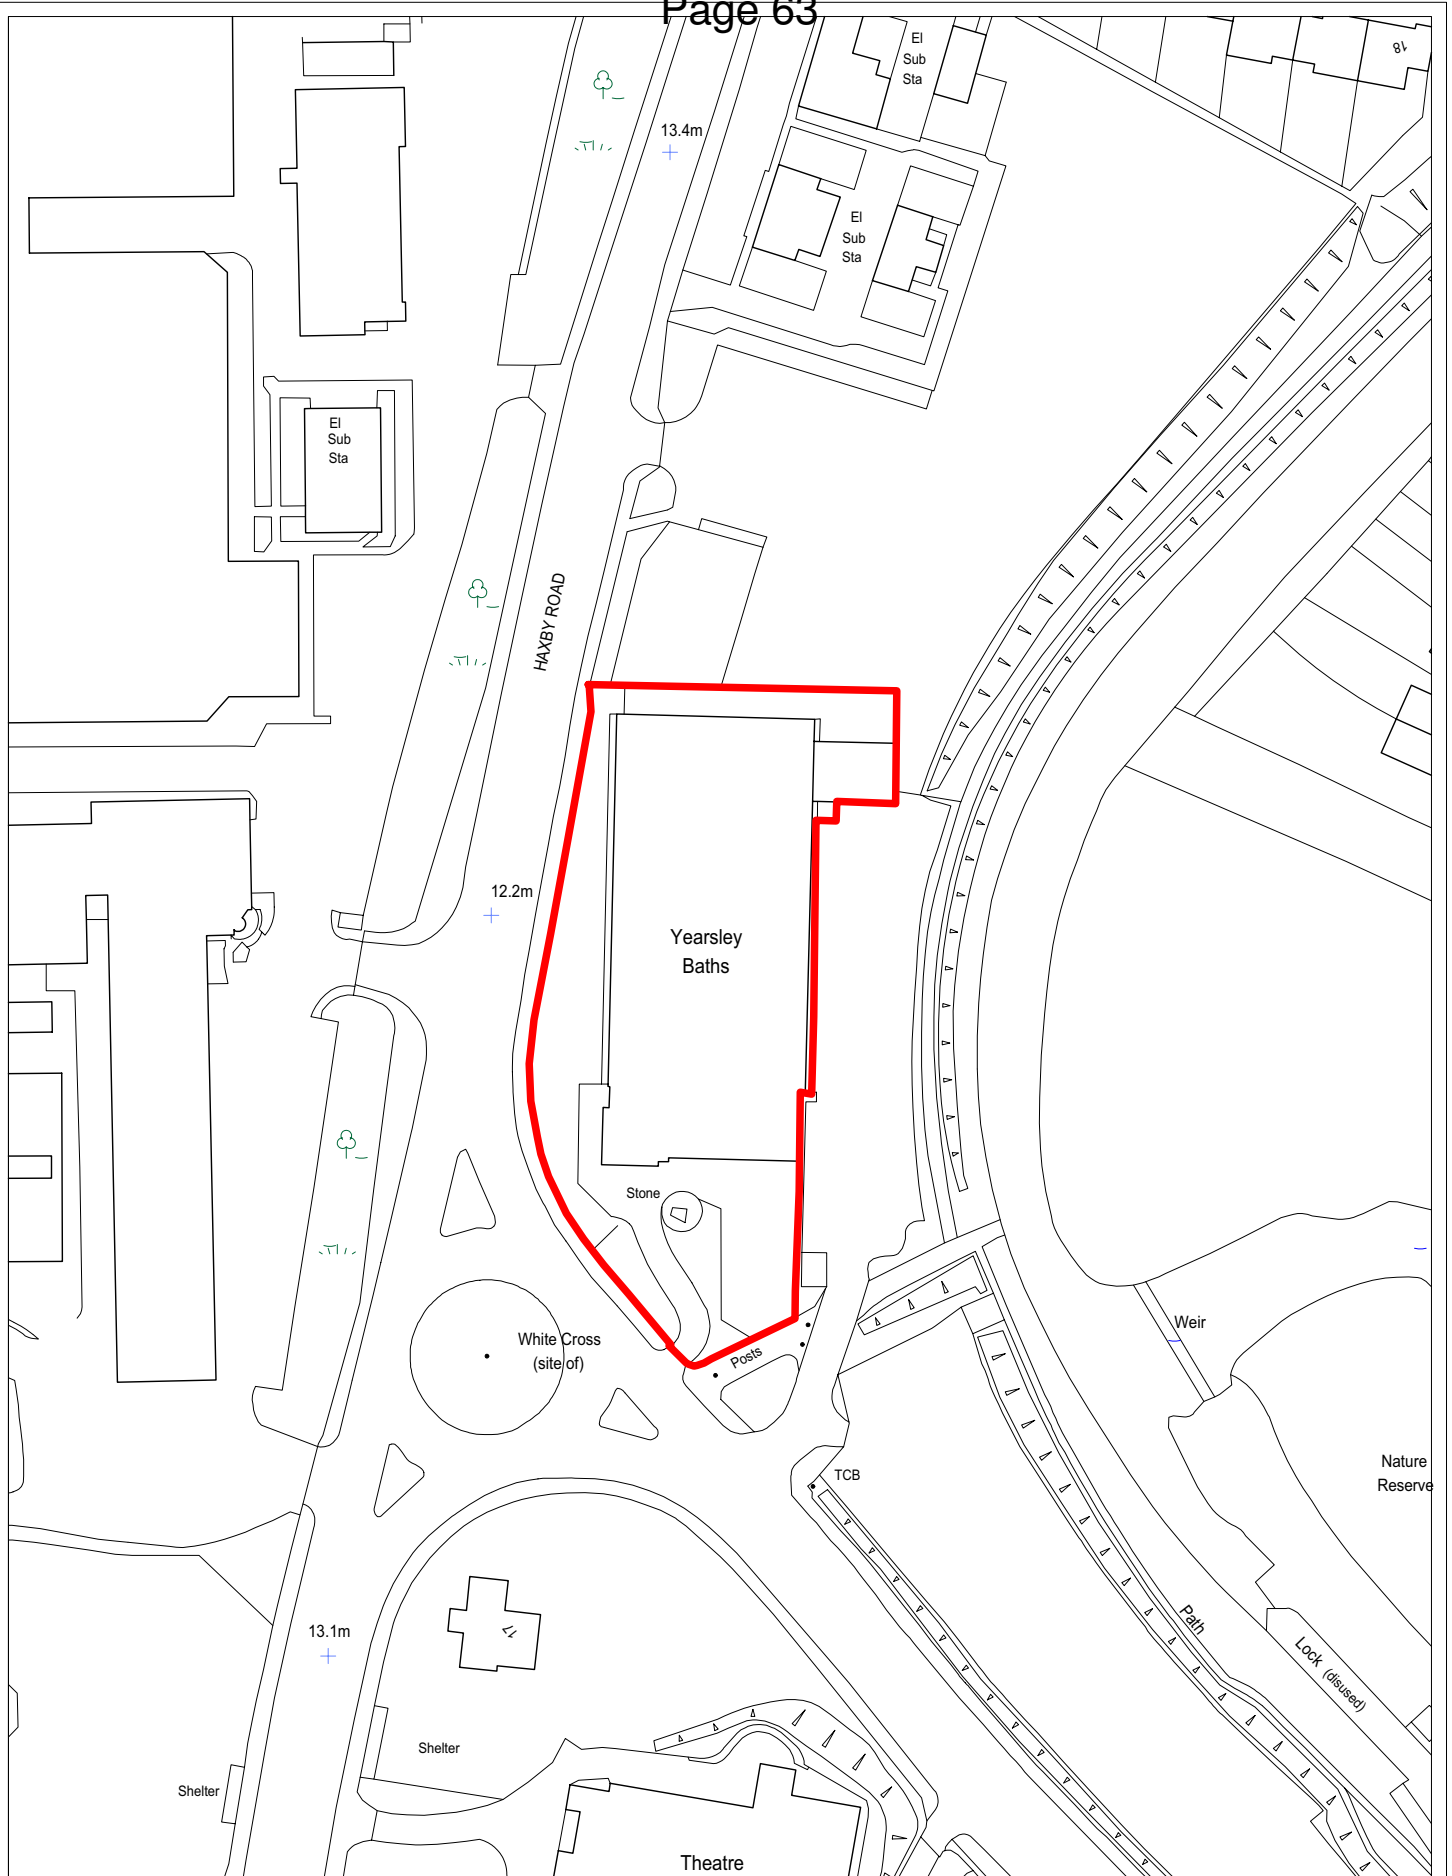 Page 63
El
Sub
Sta
18
13.4m
El
Sub
Sta
El
Sub
Sta
HAXBY ROAD
12.2m
Yearsley
Baths
Stone
White Cross
(site of)
Posts
Weir
TCB
Nature
Reserve
17
13.1m
Path
Lock (disused)
Shelter
Shelter
Theatre